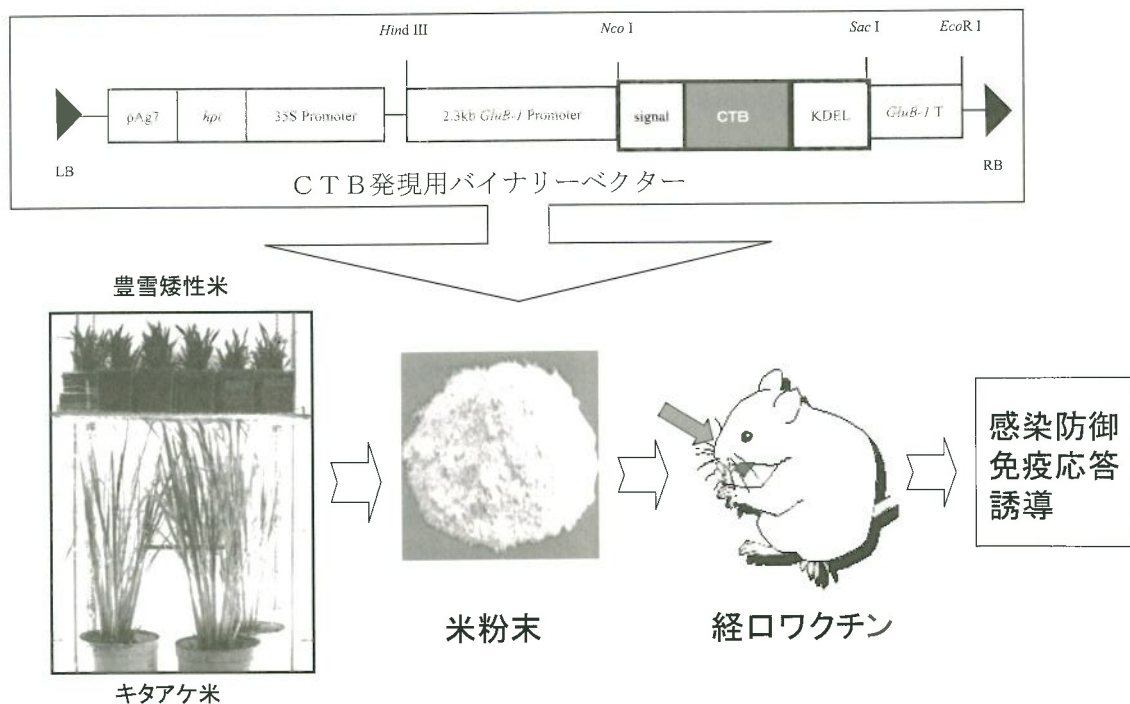 Hind III
Nco I
Sac I
EcoR I
pAg7
hpt
35S Promoter
2.3kb GluB-1 Promoter
signal
CTB
KDEL
GluB-1 T
LB
RB
CTB発現用バイナリーベクター
豊雪矮性米
キタアケ米
米粉末
経口ワクチン
感染防御
免疫応答
誘導